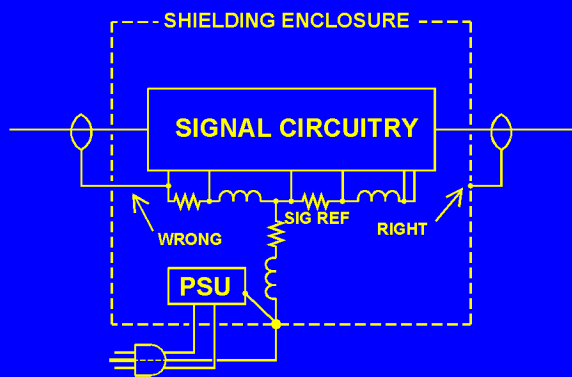 SHIELDING ENCLOSURE
SIGNAL CIRCUITRY
SIG REF
RIGHT
WRONG
PSU